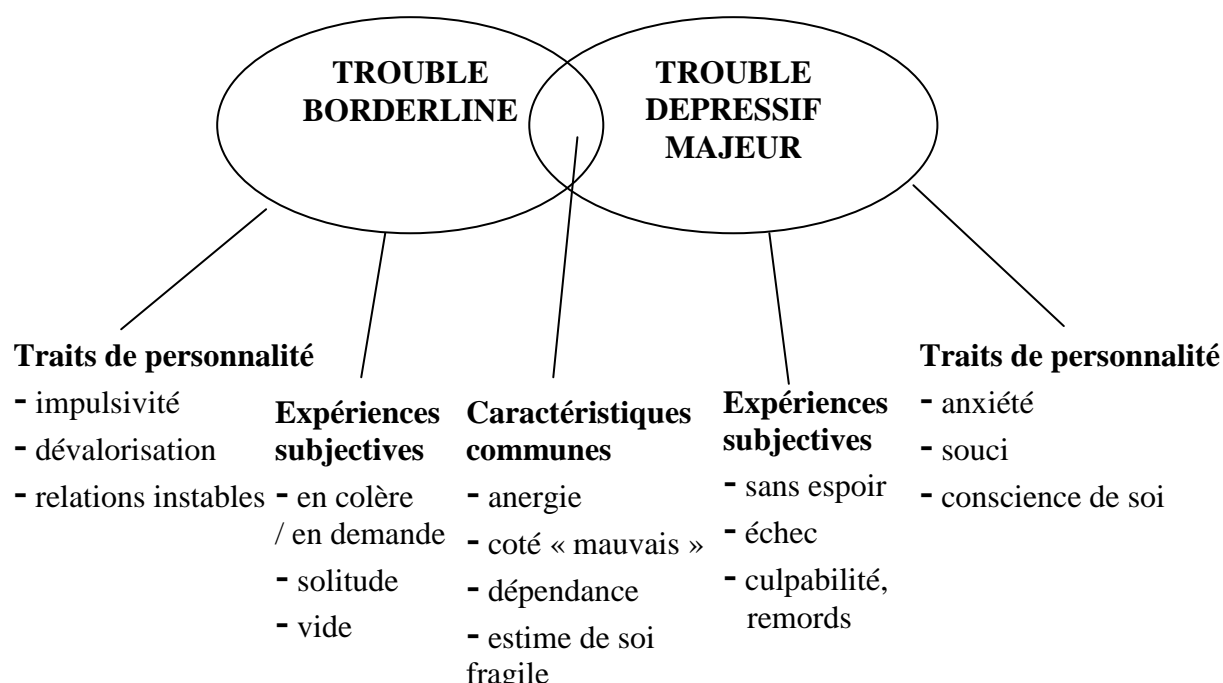 TROUBLE
BORDERLINE
TROUBLE
DEPRESSIF
MAJEUR
Traits de personnalité
- impulsivité
- dévalorisation
- relations instables
Expériences
subjectives
- en colère
/ en demande
- solitude
- vide
Caractéristiques
communes
- anergie
- coté « mauvais »
- dépendance
- estime de soi
fragile
Expériences
subjectives
- sans espoir
- échec
- culpabilité,
remords
Traits de personnalité
- anxiété
- souci
- conscience de soi